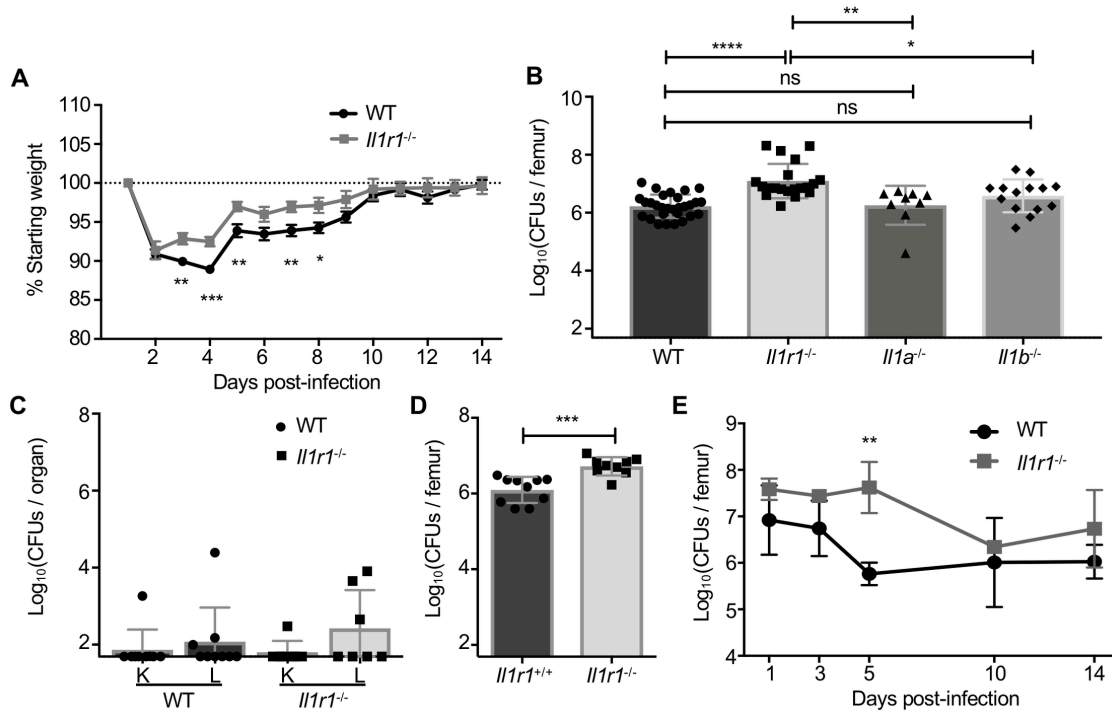 **
****
*
A
B
ns
ns
% Starting weight
110
105
100
95
90
85
80
WT
Il1r1-/-
**
***
**
**
*
2
4
6
8
10
12
14
Days post-infection
Log10(CFUs / femur)
10
8
6
4
2
WT
Il1r1-/-
Il1a-/-
Il1b-/-
C
Log10(CFUs / organ)
8
6
4
2
WT
Il1r1-/-
K
L
K
L
WT
Il1r1-/-
D
Log10(CFUs / femur)
8
6
4
2
***
Il1r1+/+
Il1r1-/-
E
Log10(CFUs / femur)
9
8
7
6
5
4
WT
Il1r1-/-
**
1
3
5
10
14
Days post-infection